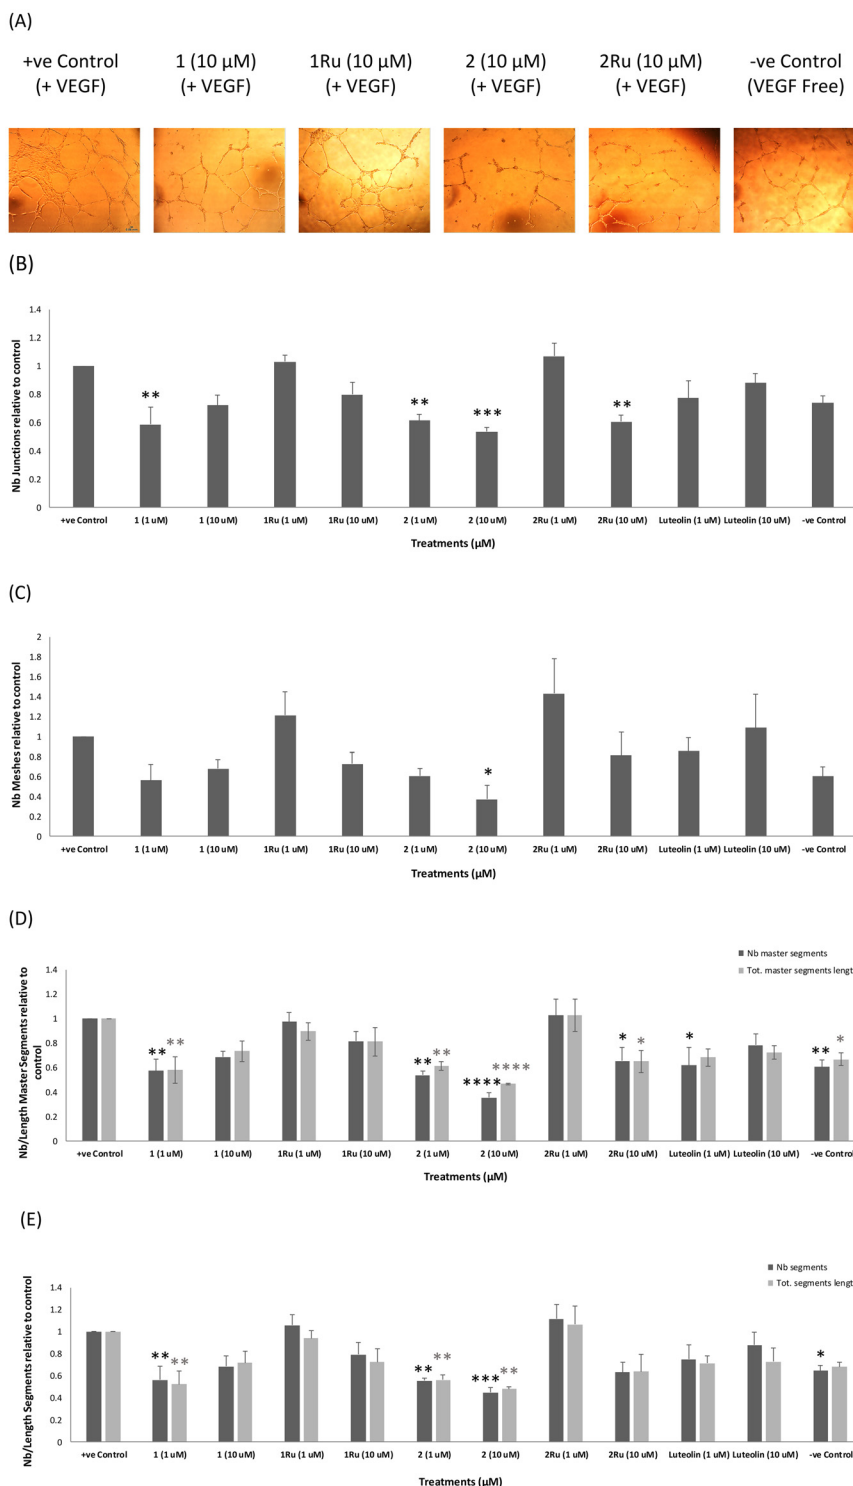 (A)
+ve Control 1 (10 μM) 1Ru (10 μM) 2 (10 μM) 2Ru (10 μM) -ve Control
(+ VEGF) (+ VEGF) (+ VEGF) (+ VEGF) (+ VEGF) (VEGF Free)
(B)
Nb Junctions relative to control
1.4
1.2
1
0.8
0.6
0.4
0.2
0
** ** *** **
+ve Control 1 (1 uM) 1 (10 uM) 1Ru (1 uM) 1Ru (10 uM) 2 (1 uM) 2 (10 uM) 2Ru (1 uM) 2Ru (10 uM) Luteolin (1 uM) Luteolin (10 uM) -ve Control
Treatments (μM)
(C)
Nb Meshes relative to control
2
1.8
1.6
1.4
1.2
1
0.8
0.6
0.4
0.2
0
*
+ve Control 1 (1 uM) 1 (10 uM) 1Ru (1 uM) 1Ru (10 uM) 2 (1 uM) 2 (10 uM) 2Ru (1 uM) 2Ru (10 uM) Luteolin (1 uM) Luteolin (10 uM) -ve Control
Treatments (μM)
(D)
Nb master segments
Tot. master segments lengt
Nb/Length Master Segments relative to
control
1.4
1.2
1
0.8
0.6
0.4
0.2
0
** ** ** ** **** **** * * * ** *
+ve Control 1 (1 uM) 1 (10 uM) 1Ru (1 uM) 1Ru (10 uM) 2 (1 uM) 2 (10 uM) 2Ru (1 uM) 2Ru (10 uM) Luteolin (1 uM) Luteolin (10 uM) -ve Control
Treatments (μM)
(E)
Nb segments
Tot. segments length
Nb/Length Segments relative to control
1.4
1.2
1
0.8
0.6
0.4
0.2
0
** ** ** ** *** ** *
+ve Control 1 (1 uM) 1 (10 uM) 1Ru (1 uM) 1Ru (10 uM) 2 (1 uM) 2 (10 uM) 2Ru (1 uM) 2Ru (10 uM) Luteolin (1 uM) Luteolin (10 uM) -ve Control
Treatments (μM)